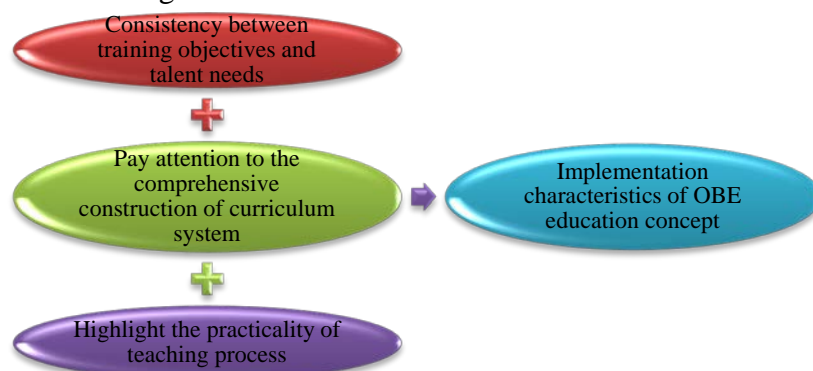 Consistency between
training objectives and
talent needs
Pay attention to the
comprehensive
construction of curriculum
system
Implementation
characteristics of OBE
education concept
Highlight the practicality of
teaching process